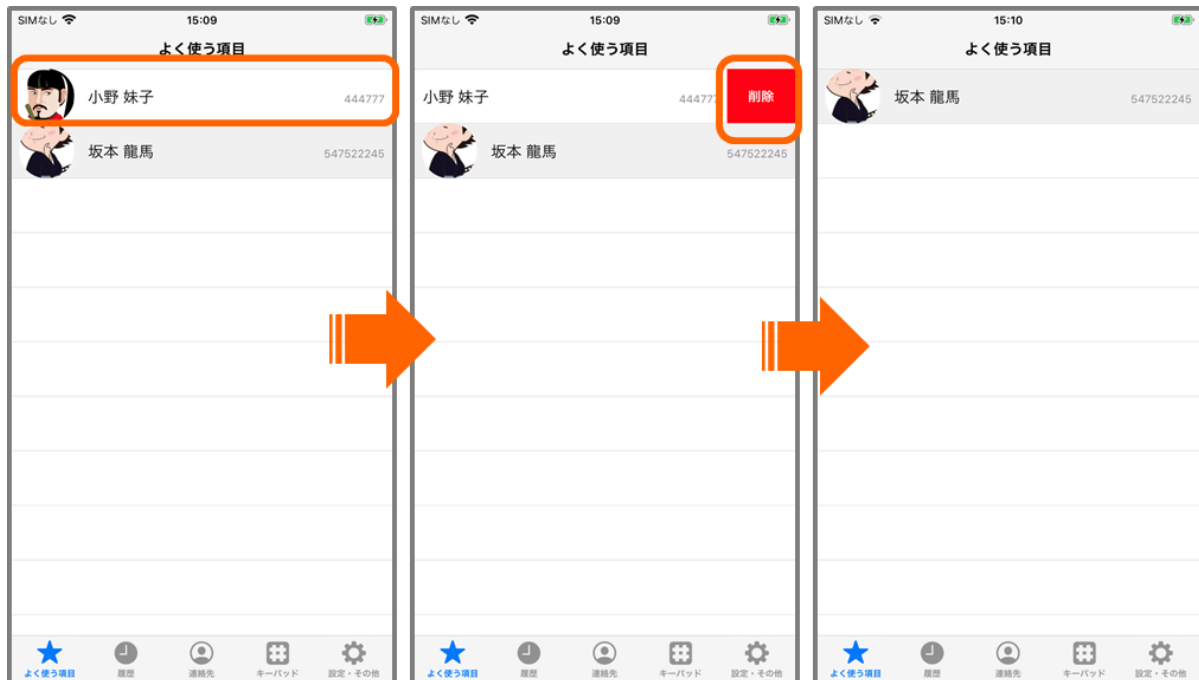 SIMなし 15:09
よく使う項目
小野 妹子 444777
坂本 龍馬 547522245
よく使う項目 履歴 連絡先 キーパッド 設定・その他
SIMなし 15:09
よく使う項目
小野 妹子 444777 削除
坂本 龍馬 547522245
よく使う項目 履歴 連絡先 キーパッド 設定・その他
SIMなし 15:10
よく使う項目
坂本 龍馬 547522245
よく使う項目 履歴 連絡先 キーパッド 設定・その他